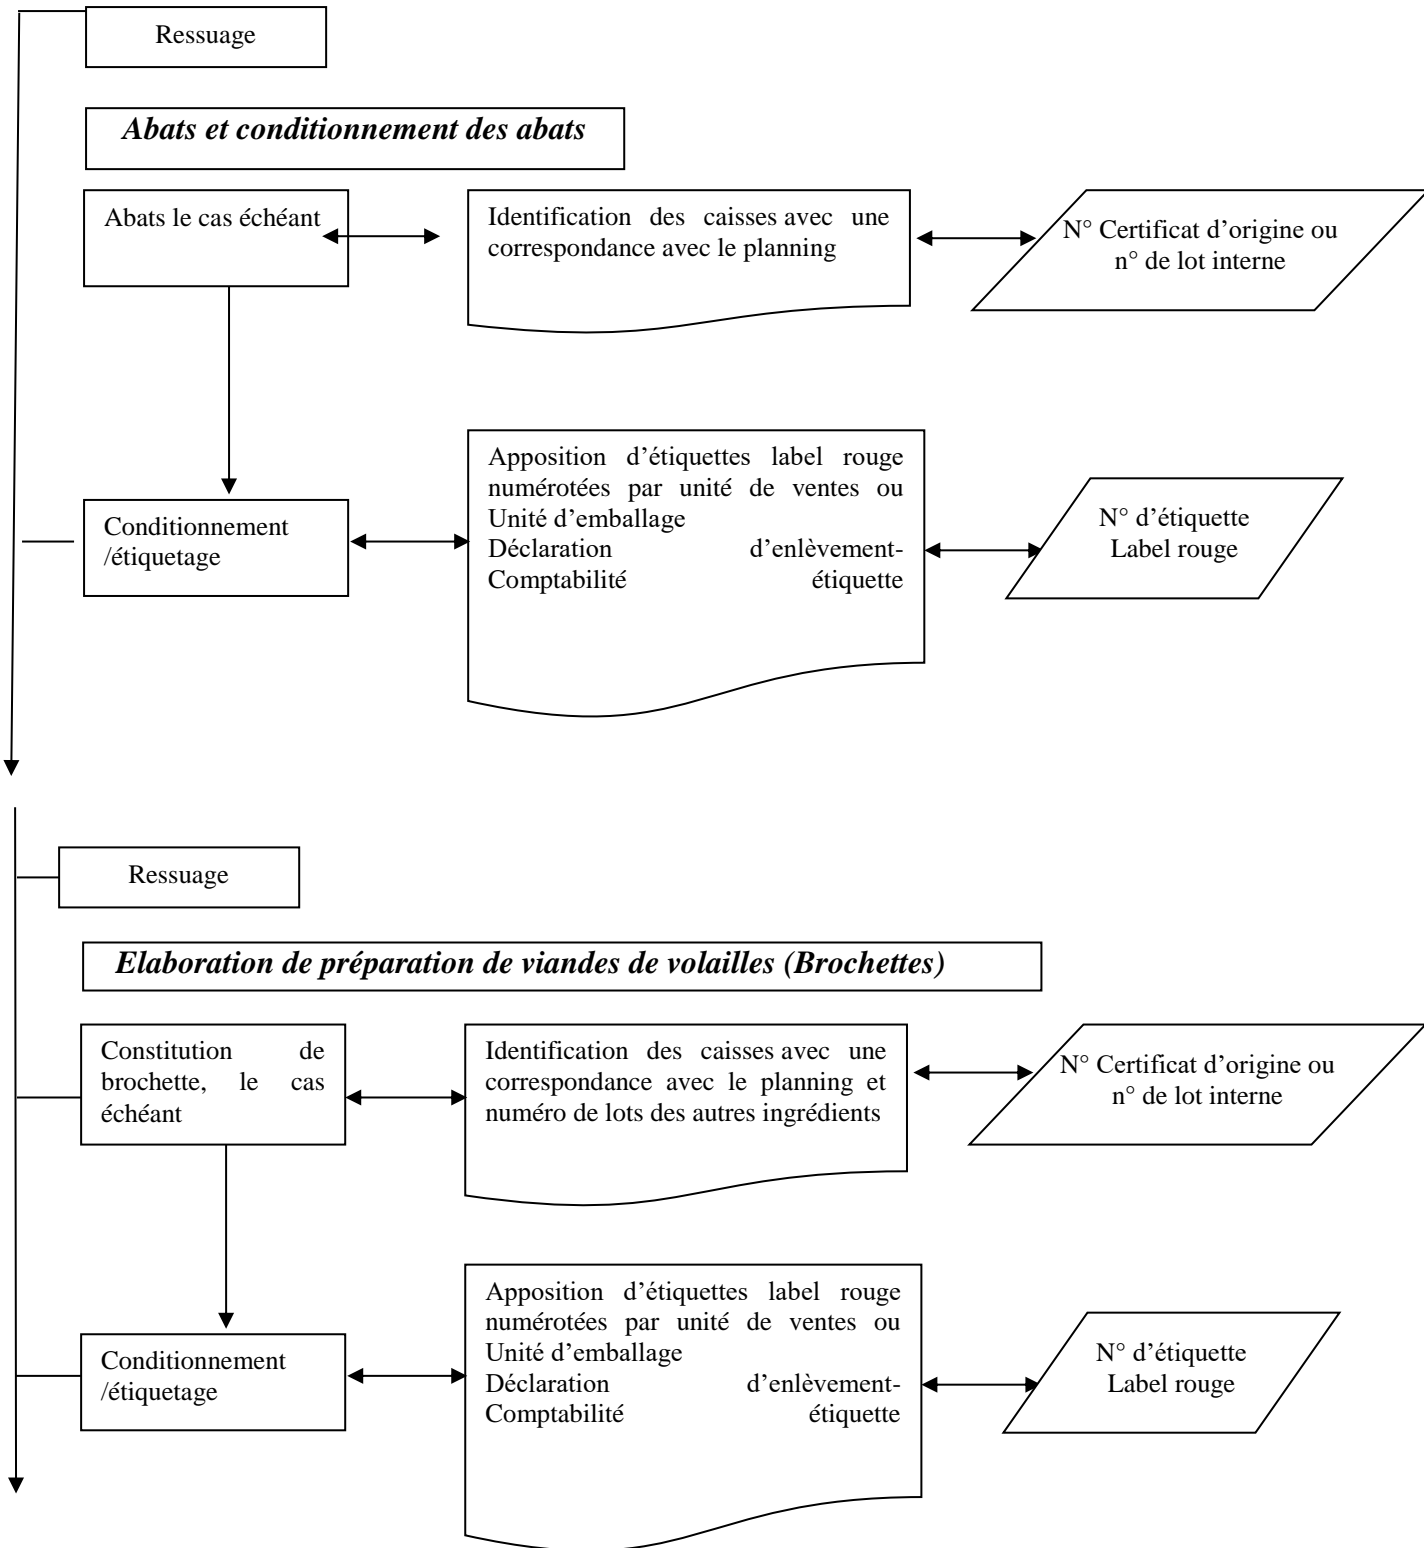 Ressuage
Abats et conditionnement des abats
Abats le cas échéant
Identification des caisses avec une
correspondance avec le planning
N° Certificat d'origine ou
n° de lot interne
Conditionnement
/étiquetage
Apposition d'étiquettes label rouge
numérotées par unité de ventes ou
Unité d'emballage
Déclaration d'enlèvement-
Comptabilité étiquette
N° d'étiquette
Label rouge
Ressuage
Elaboration de préparation de viandes de volailles (Brochettes)
Constitution de
brochette, le cas
échéant
Identification des caisses avec une
correspondance avec le planning et
numéro de lots des autres ingrédients
N° Certificat d'origine ou
n° de lot interne
Conditionnement
/étiquetage
Apposition d'étiquettes label rouge
numérotées par unité de ventes ou
Unité d'emballage
Déclaration d'enlèvement-
Comptabilité étiquette
N° d'étiquette
Label rouge